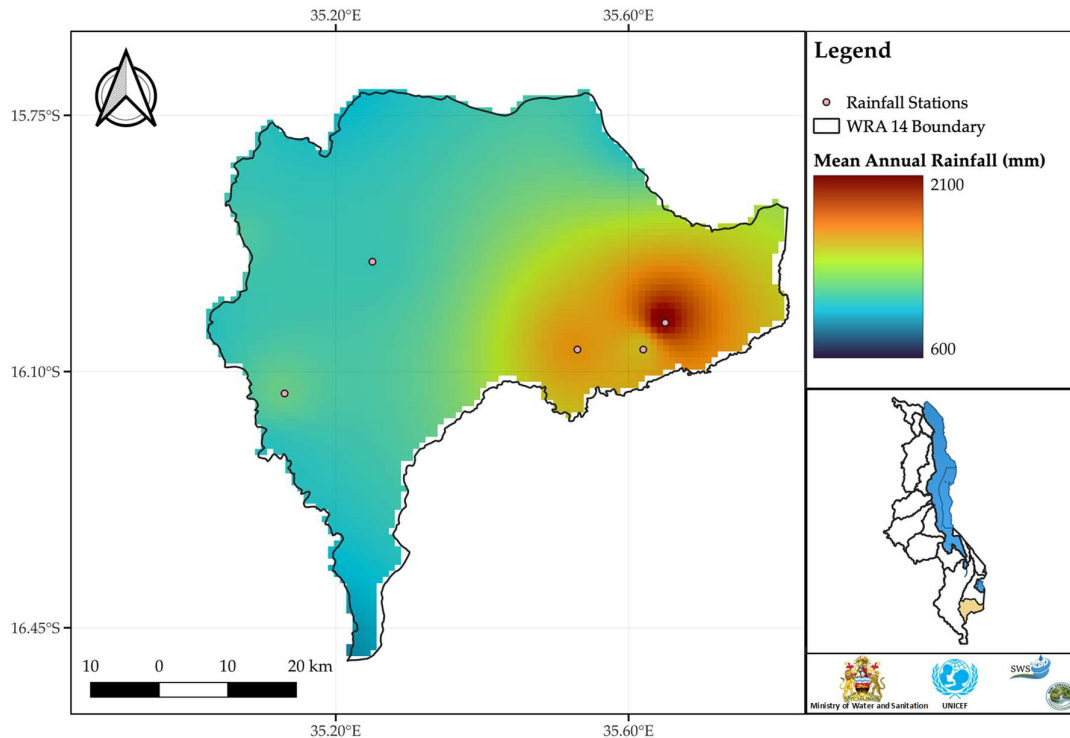 35.20°E
35.60°E
15.75°S
16.10°S
16.45°S
10 0 10 20 km
35.20°E
35.60°E
Legend
Rainfall Stations
WRA 14 Boundary
Mean Annual Rainfall (mm)
2100
600
SWS
Ministry of Water and Sanitation
UNICEF